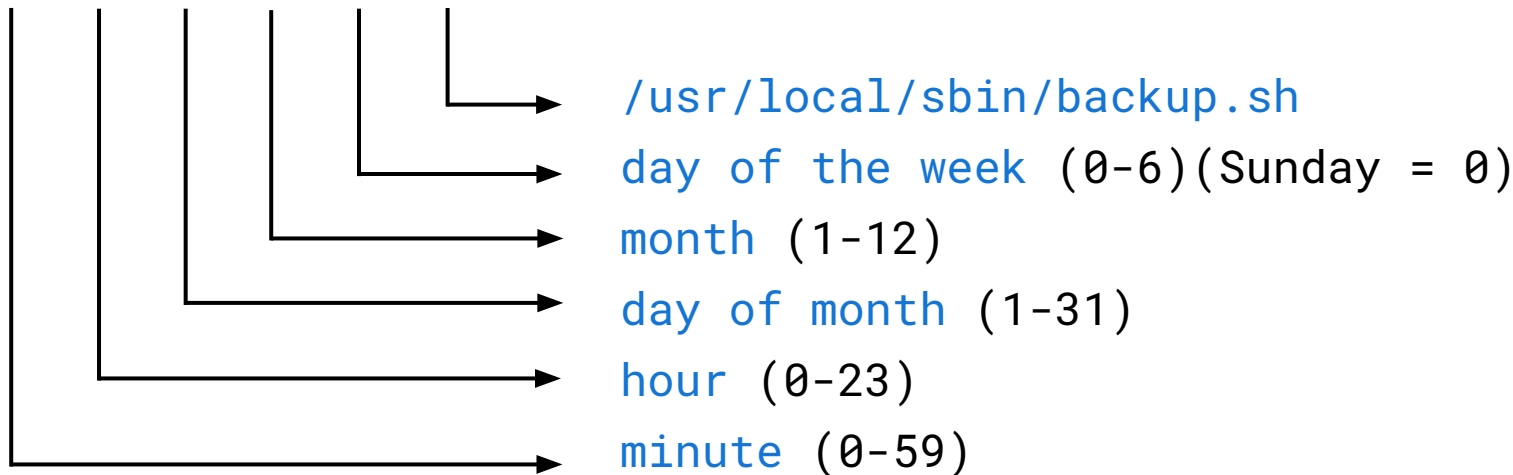 /usr/local/sbin/backup.sh
day of the week (0-6)(Sunday = 0)
month (1-12)
day of month (1-31)
hour (0-23)
minute (0-59)